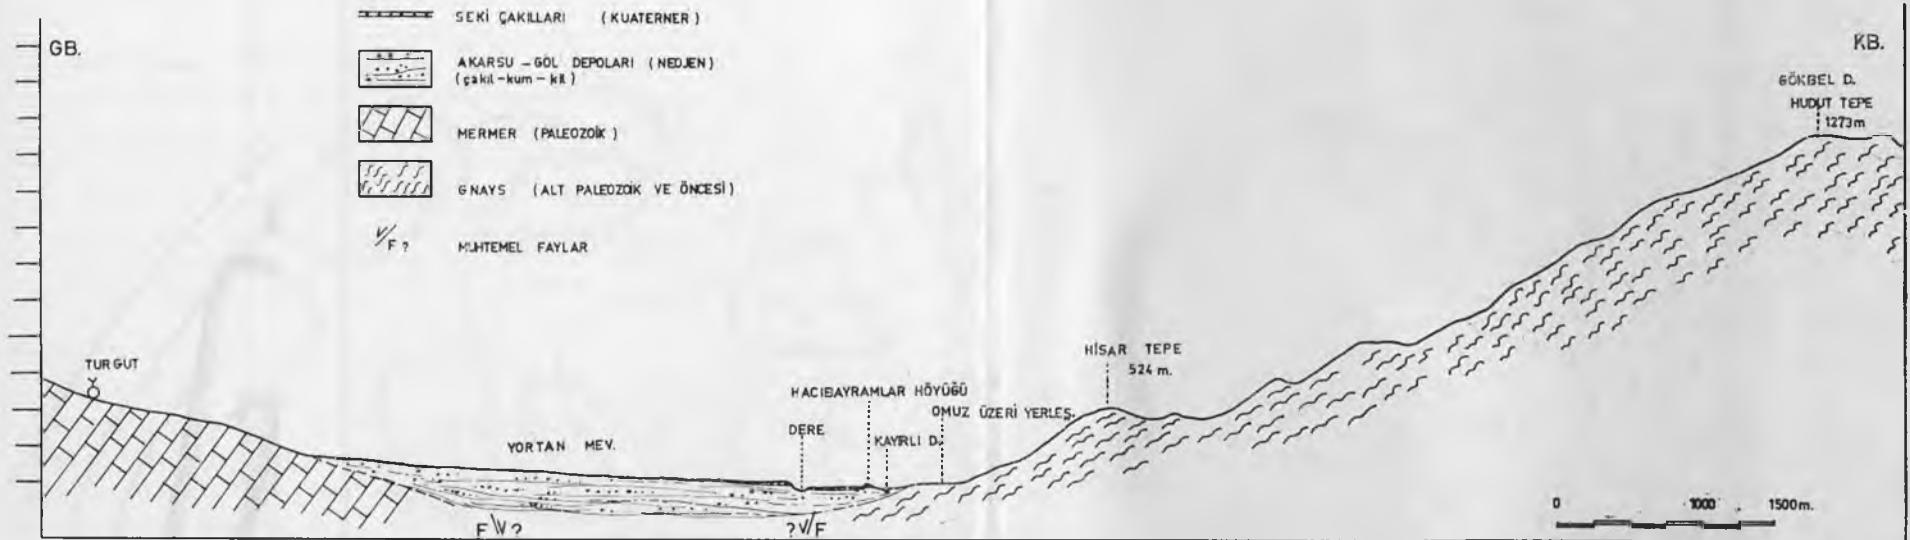 SEKİ ÇAKILLARI (KUATERNER)
GB.
KB.
AKARSU – GÖL DEPOLARI (NEOJEN)
(çakıl – kum – kil)
MERMER (PALEOZOİK)
GNAYS (ALT PALEOZOİK VE ÖNCESİ)
V/F ? MUHTEMEL FAYLAR
GÖKBEL D.
HUDUT TEPE
1273m
TURGUT
HİSAR TEPE
524 m.
HACIBAYRAMLAR HÖYÜĞÜ
OMUZ ÜZERİ YERLEŞ.
DERE
KAYIRLI D.
YORTAN MEV.
0 1000 1500m.
F \V ?
? V/F